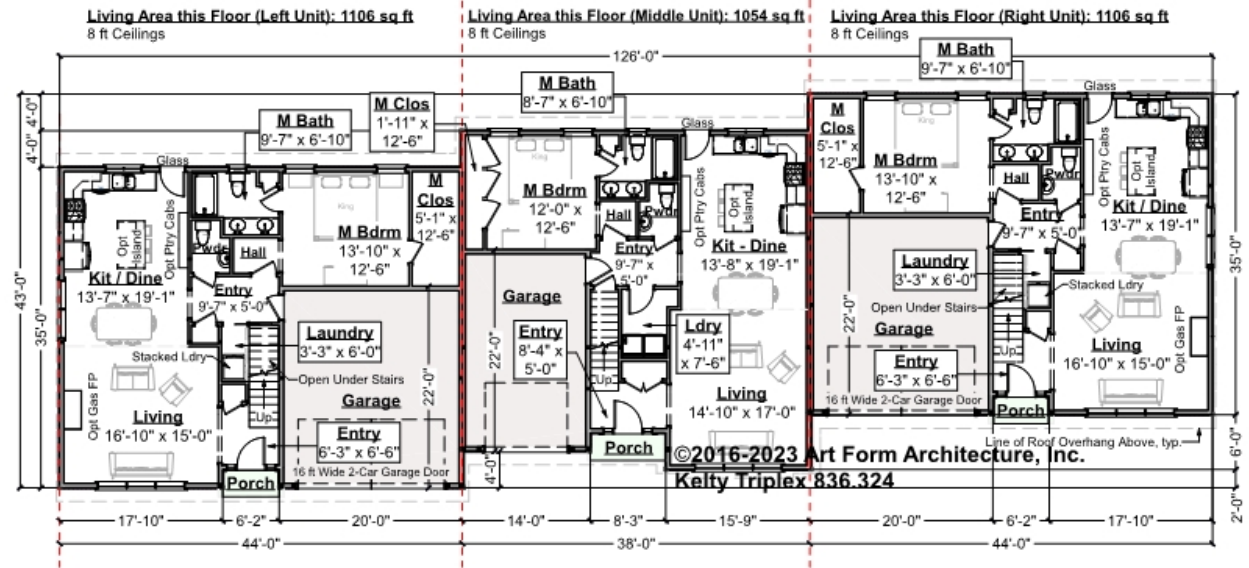 Living Area this Floor (Left Unit): 1106 sq ft
8 ft Ceilings
Living Area this Floor (Middle Unit): 1054 sq ft
8 ft Ceilings
Living Area this Floor (Right Unit): 1106 sq ft
8 ft Ceilings
126'-0"
43'-0"
4'-0"
4'-0"
35'-0"
Glass
M Bath
9'-7" x 6'-10"
M Clos
1'-11" x
12'-6"
M Bath
8'-7" x 6'-10"
Glass
M Bath
9'-7" x 6'-10"
Glass
Opt
Island
Opt Ptry Cabs
Kit / Dine
13'-7" x 19'-1"
Pwdr
Hall
Entry
9'-7" x 5'-0"
King
M Bdrm
13'-10" x
12'-6"
M
Clos
5'-1" x
12'-6"
Laundry
3'-3" x 6'-0"
Stacked Ldry
Open Under Stairs
Garage
22'-0"
Up
Opt Gas FP
Living
16'-10" x 15'-0"
Entry
6'-3" x 6'-6"
16 ft Wide 2-Car Garage Door
Porch
King
M Bdrm
12'-0" x
12'-6"
Hall
Pwdr
Entry
9'-7" x
5'-0"
Opt Ptry Cabs
Opt
Island
Kit - Dine
13'-8" x 19'-1"
Garage
Entry
8'-4" x
5'-0"
22'-0"
4'-0"
Up
Ldry
4'-11"
x 7'-6"
Living
14'-10" x 17'-0"
Porch
M
Clos
5'-1" x
12'-6"
King
M Bdrm
13'-10" x
12'-6"
Hall
Pwdr
Entry
9'-7" x 5'-0"
Opt Ptry Cabs
Opt
Island
Kit / Dine
13'-7" x 19'-1"
Laundry
3'-3" x 6'-0"
Stacked Ldry
Open Under Stairs
Garage
22'-0"
Up
Entry
6'-3" x 6'-6"
16 ft Wide 2-Car Garage Door
Porch
Living
16'-10" x 15'-0"
Opt Gas FP
35'-0"
6'-0"
2'-0"
Line of Roof Overhang Above, typ.
©2016-2023 Art Form Architecture, Inc.
Kelty Triplex 836.324
17'-10"
6'-2"
20'-0"
14'-0"
8'-3"
15'-9"
20'-0"
6'-2"
17'-10"
44'-0"
38'-0"
44'-0"